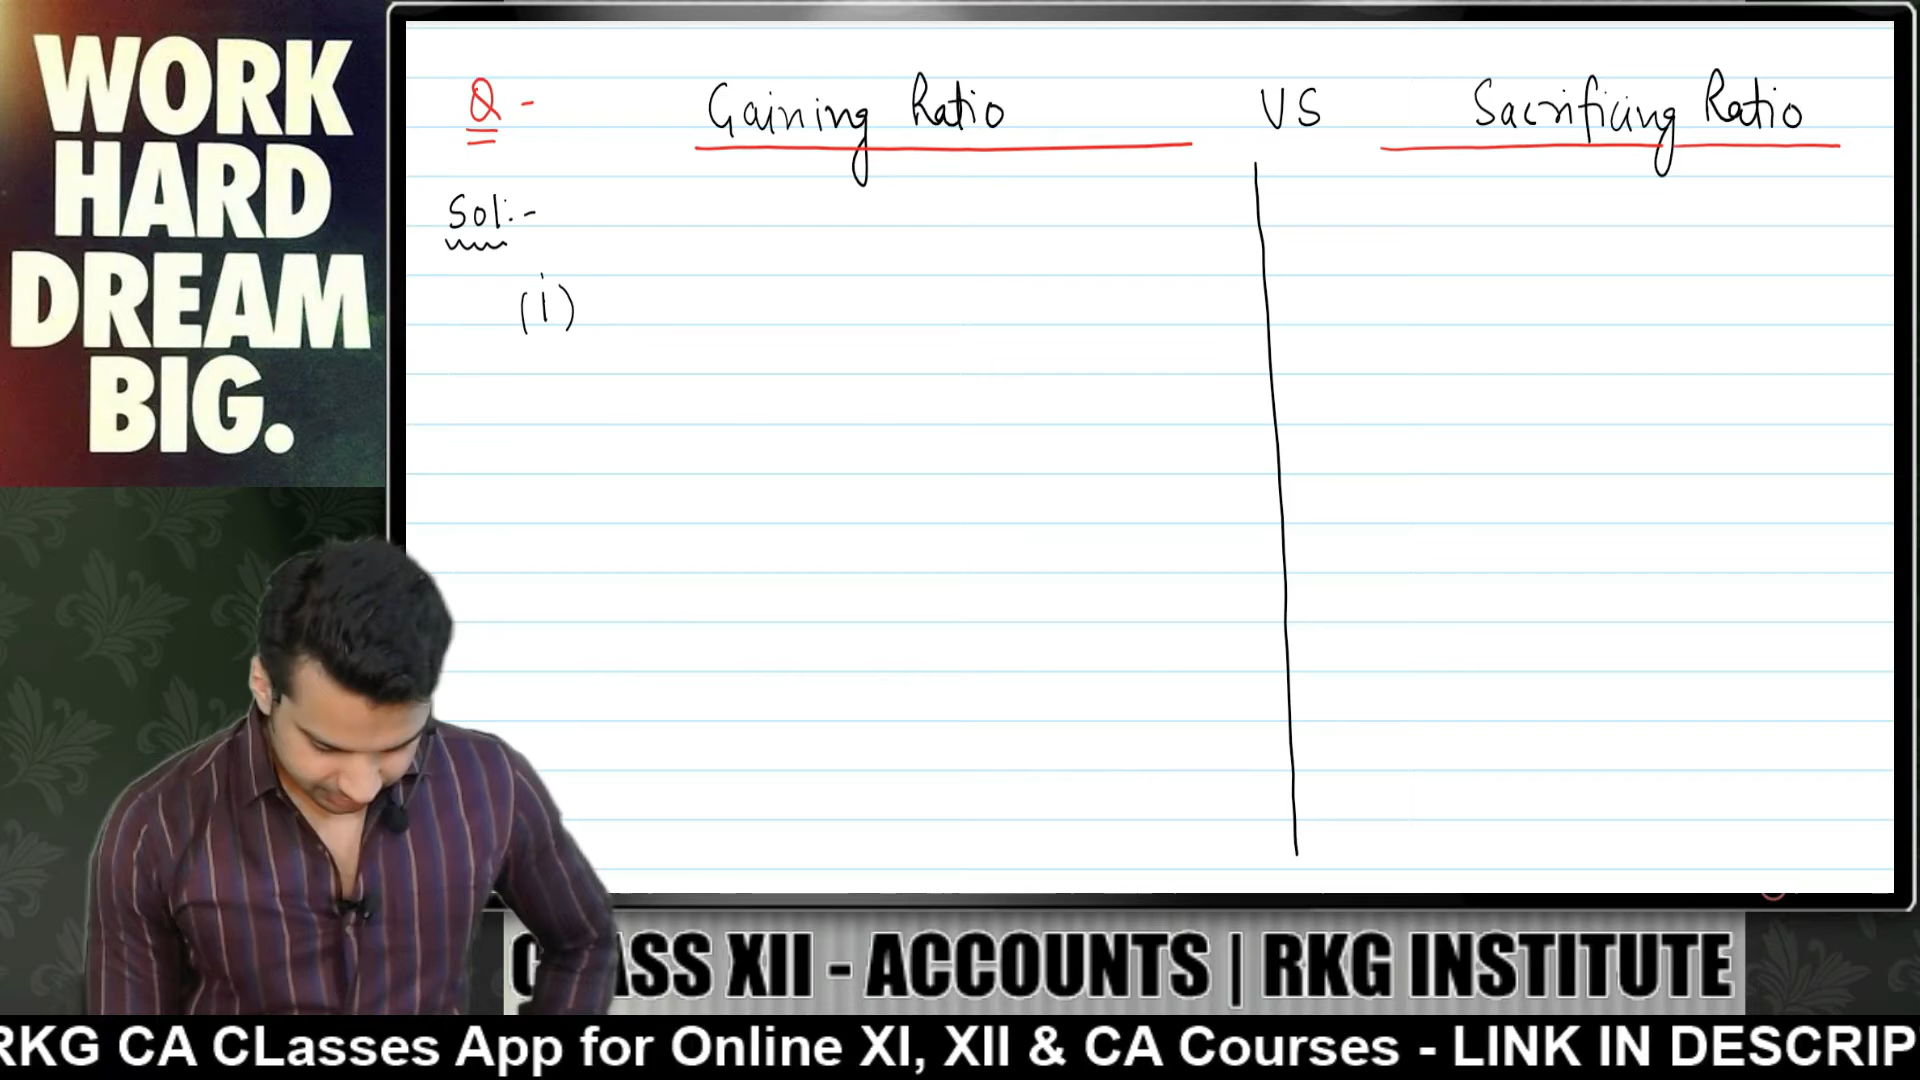 WORK
HARD
DREAM
BIG.
Q - Gaining Ratio VS Sacrificing Ratio
Sol:-
(i)
ASS XII - ACCOUNTS | RKG INSTITUTE
RKG CA CLasses App for Online XI, XII & CA Courses - LINK IN DESCRIP